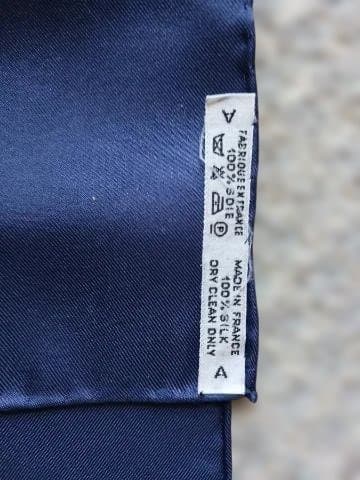 A
FABRIQUE EN FRANCE
100% SOIE
P
MADE IN FRANCE
100% SILK
DRY CLEAN ONLY
A